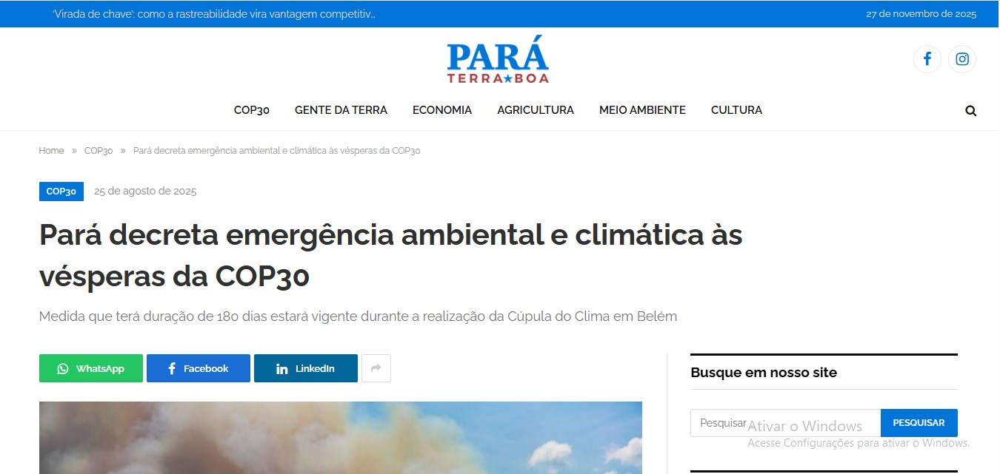 ‘Virada de chave’: como a rastreabilidade vira vantagem competitiv...
27 de novembro de 2025
PARÁ
TERRA★BOA
COP30 GENTE DA TERRA ECONOMIA AGRICULTURA MEIO AMBIENTE CULTURA
Home » COP30 » Pará decreta emergência ambiental e climática às vésperas da COP30
COP30 25 de agosto de 2025
Pará decreta emergência ambiental e climática às
vésperas da COP30
Medida que terá duração de 180 dias estará vigente durante a realização da Cúpula do Clima em Belém
WhatsApp Facebook LinkedIn
Busque em nosso site
Pesquisar PESQUISAR
Ativar o Windows
Acesse Configurações para ativar o Windows.